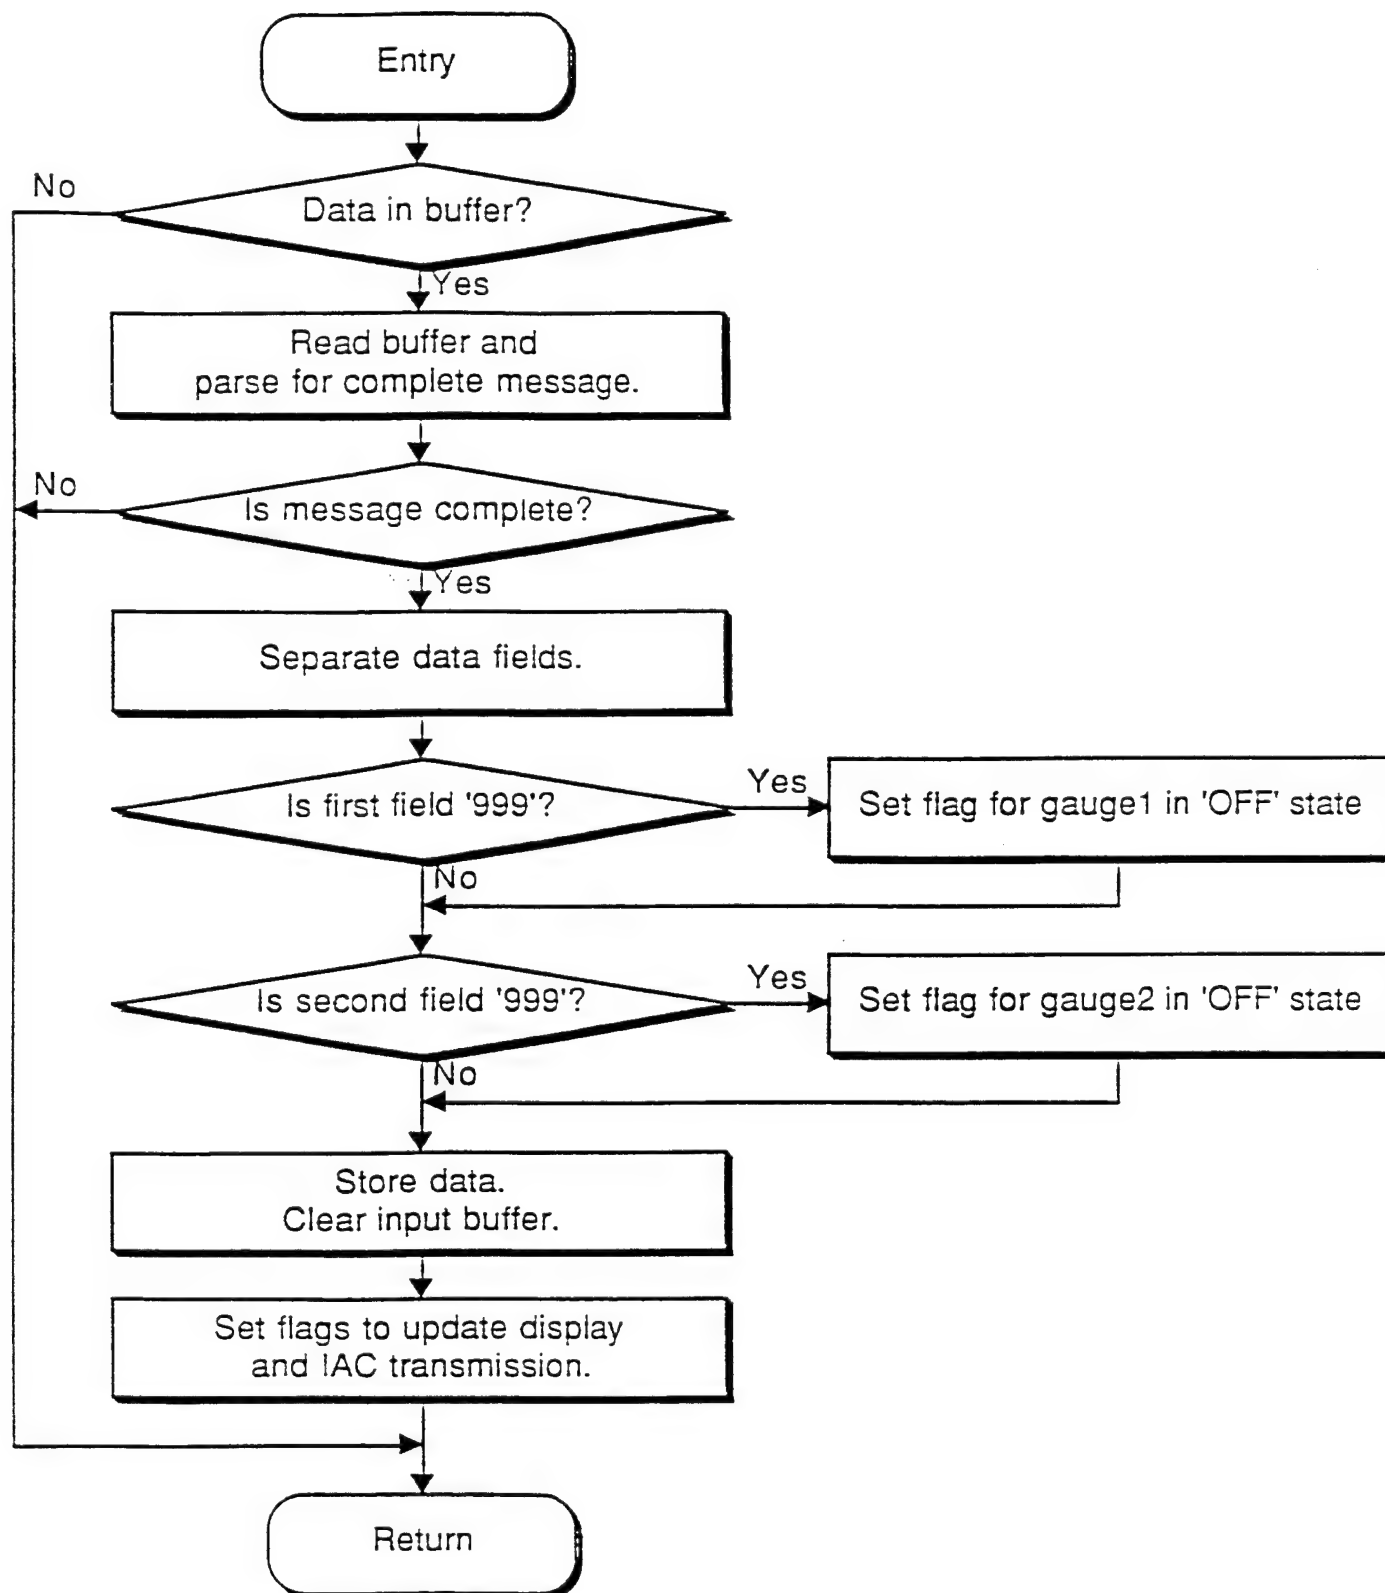 Entry
No
Data in buffer?
Yes
Read buffer and
parse for complete message.
No
Is message complete?
Yes
Separate data fields.
Is first field '999'?
Yes
Set flag for gauge1 in 'OFF' state
No
Is second field '999'?
Yes
Set flag for gauge2 in 'OFF' state
No
Store data.
Clear input buffer.
Set flags to update display
and IAC transmission.
Return